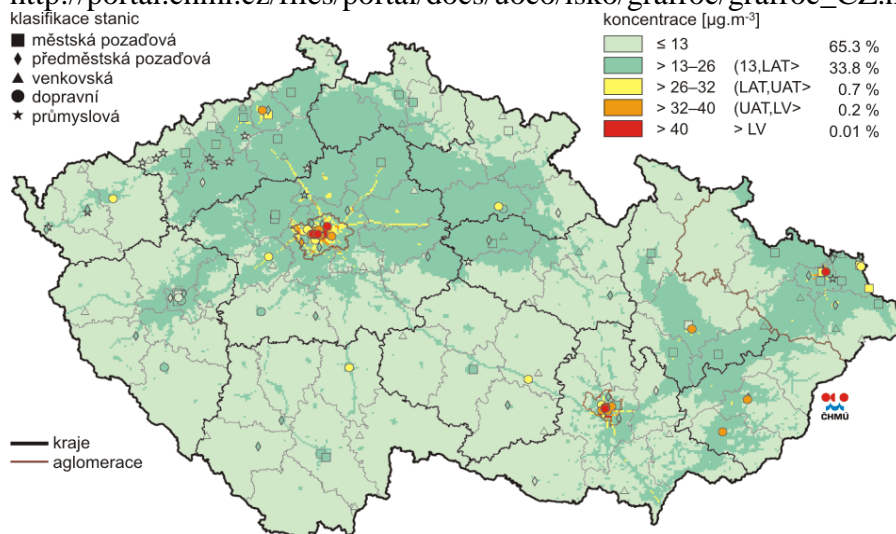 klasifikace stanic
městská pozaďová
předměstská pozaďová
venkovská
dopravní
průmyslová
koncentrace [µg.m⁻³]
≤ 13 65.3 %
> 13–26 (13,LAT> 33.8 %
> 26–32 (LAT,UAT> 0.7 %
> 32–40 (UAT,LV> 0.2 %
> 40 > LV 0.01 %
kraje
aglomerace
ČHMÚ